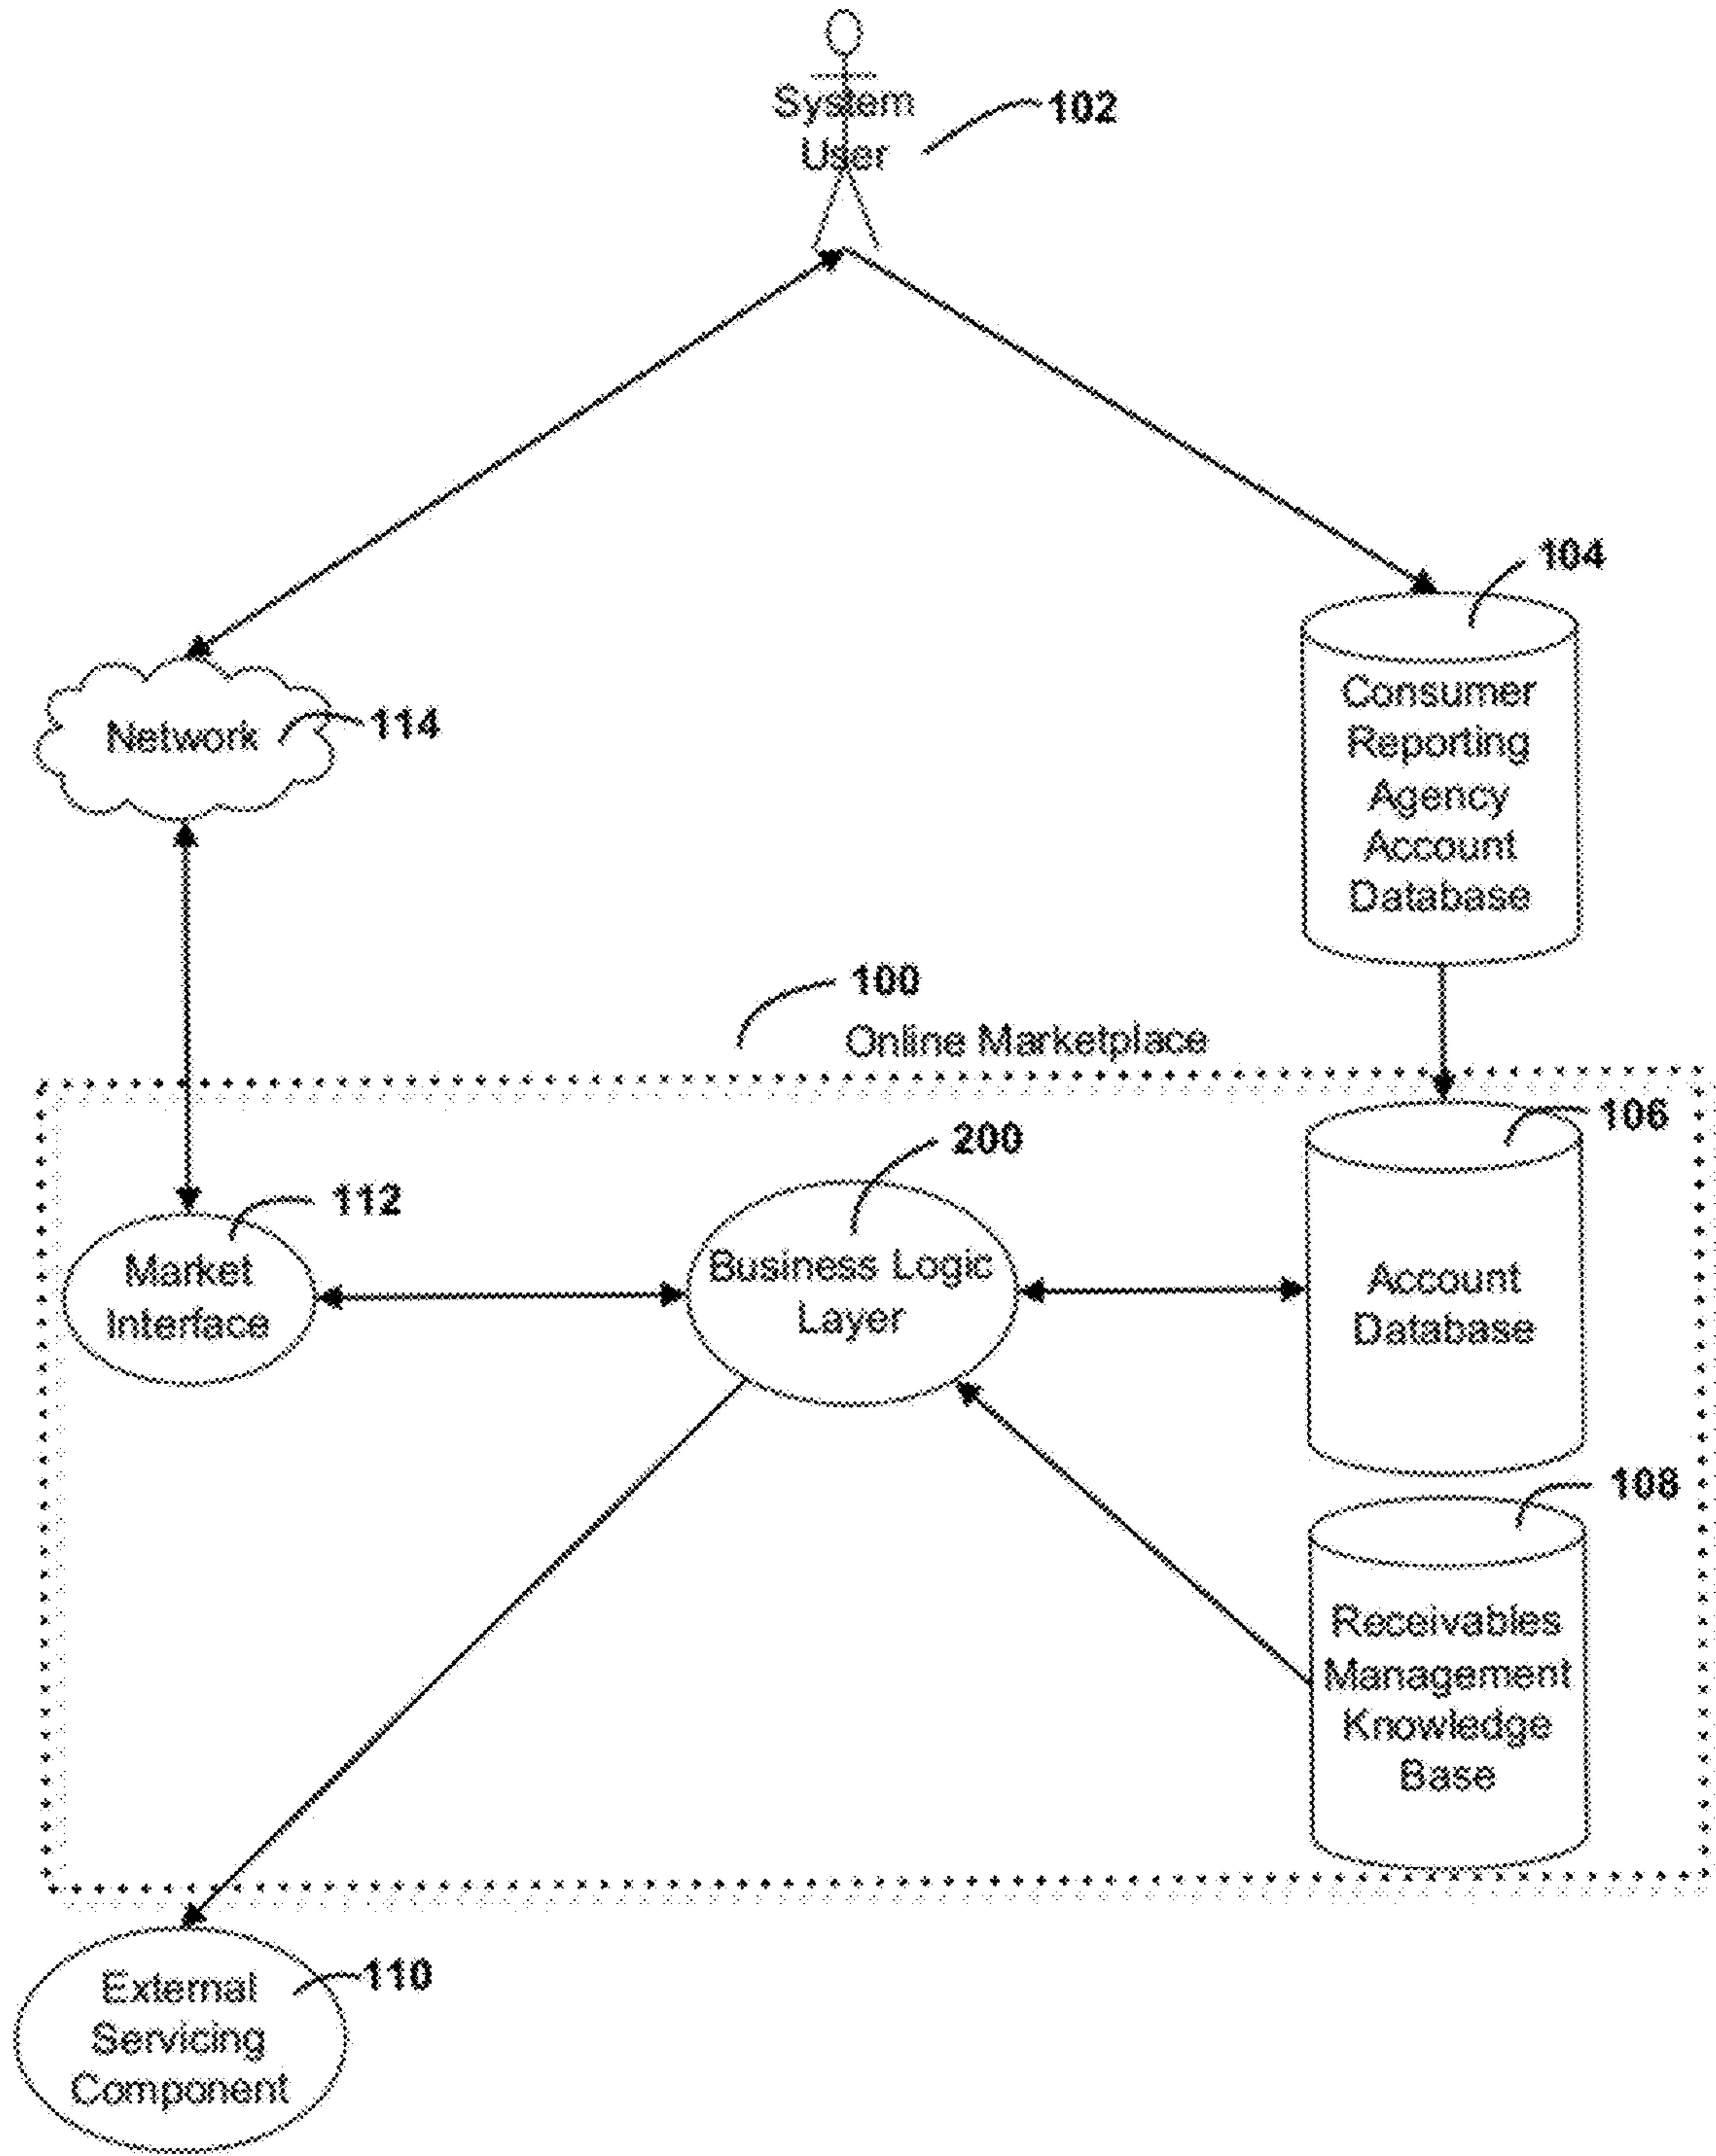 System
User
102
104
Consumer
Reporting
Agency
Account
Database
Network
114
100
Online Marketplace
106
200
112
Market
Interface
Business Logic
Layer
Account
Database
108
Receivables
Management
Knowledge
Base
110
External
Servicing
Component